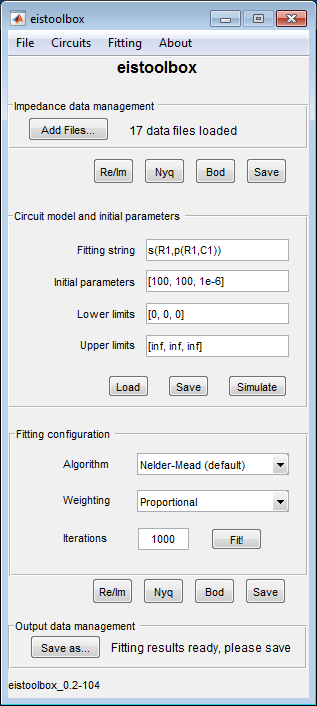 eistoolbox
File Circuits Fitting About
eistoolbox
Impedance data management
Add Files... 17 data files loaded
Re/Im Nyq Bod Save
Circuit model and initial parameters
Fitting string s(R1,p(R1,C1))
Initial parameters [100, 100, 1e-6]
Lower limits [0, 0, 0]
Upper limits [inf, inf, inf]
Load Save Simulate
Fitting configuration
Algorithm Nelder-Mead (default)
Weighting Proportional
Iterations 1000 Fit!
Re/Im Nyq Bod Save
Output data management
Save as... Fitting results ready, please save
eistoolbox_0.2-104